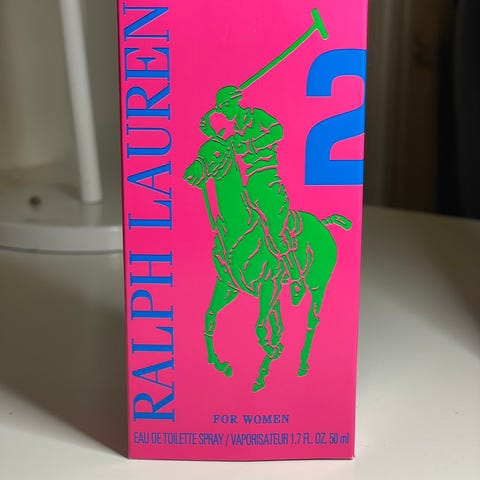 RALPH LAUREN
2
FOR WOMEN
EAU DE TOILETTE SPRAY / VAPORISATEUR 1.7 FL. OZ. 50 ml